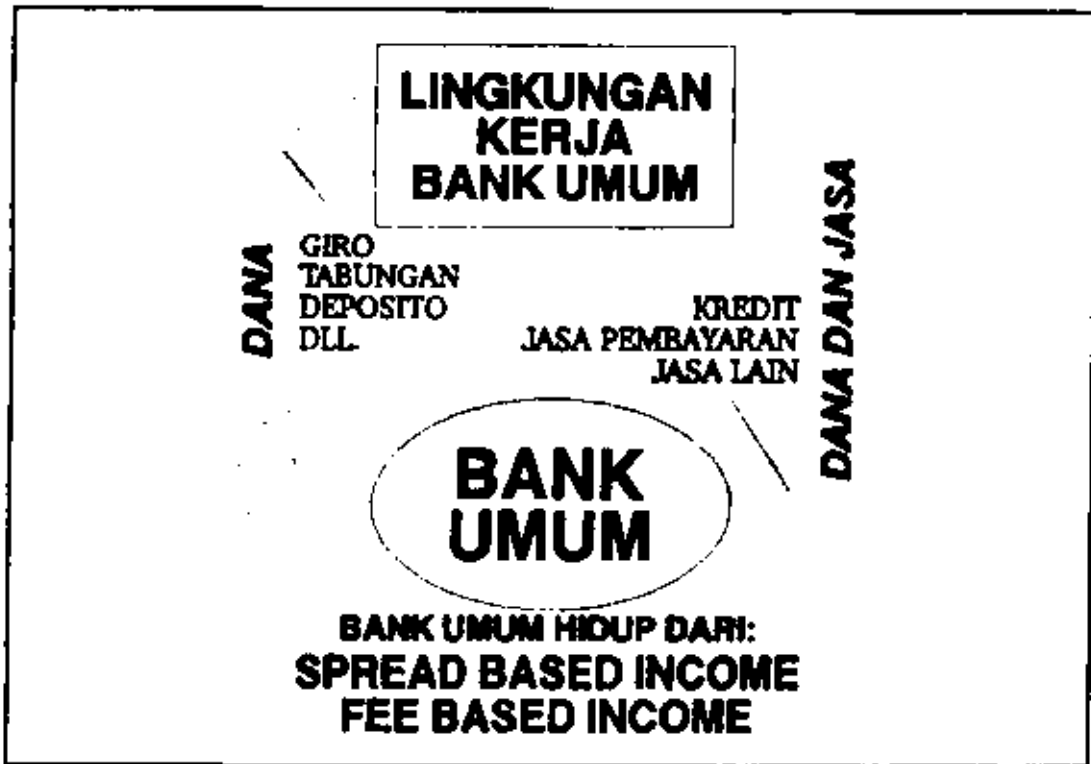 LINGKUNGAN
KERJA
BANK UMUM
DANA
GIRO
TABUNGAN
DEPOSITO
DLL.
KREDIT
JASA PEMBAYARAN
JASA LAIN
DANA DAN JASA
BANK
UMUM
BANK UMUM HIDUP DARI:
SPREAD BASED INCOME
FEE BASED INCOME